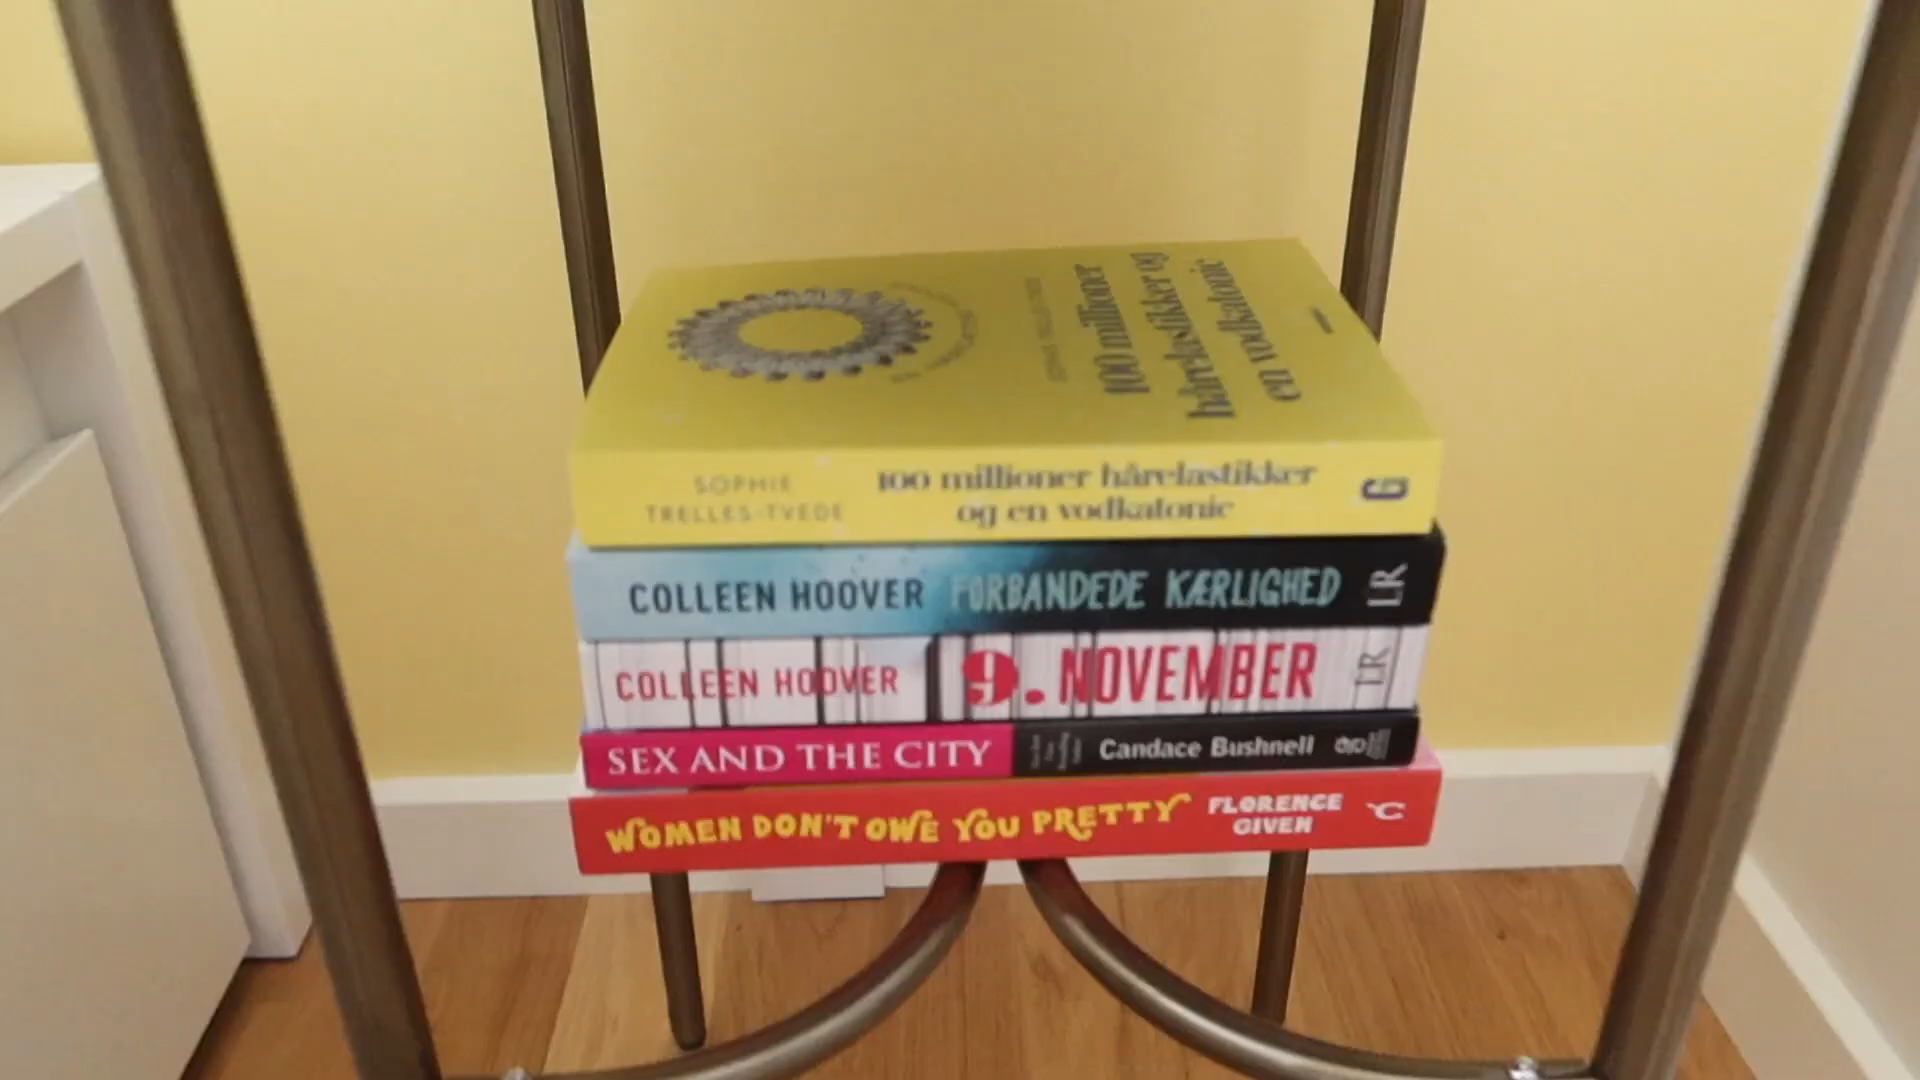 100 millioner
hårelastikker og
en vodkatonic
SOPHIE
TRELLES-TVEDE
100 millioner hårelastikker
og en vodkatonic
G
COLLEEN HOOVER FORBANDEDE KÆRLIGHED LR
COLLEEN HOOVER 9. NOVEMBER LR
SEX AND THE CITY Candace Bushnell
WOMEN DON'T OWE YOU PRETTY FLORENCE
GIVEN